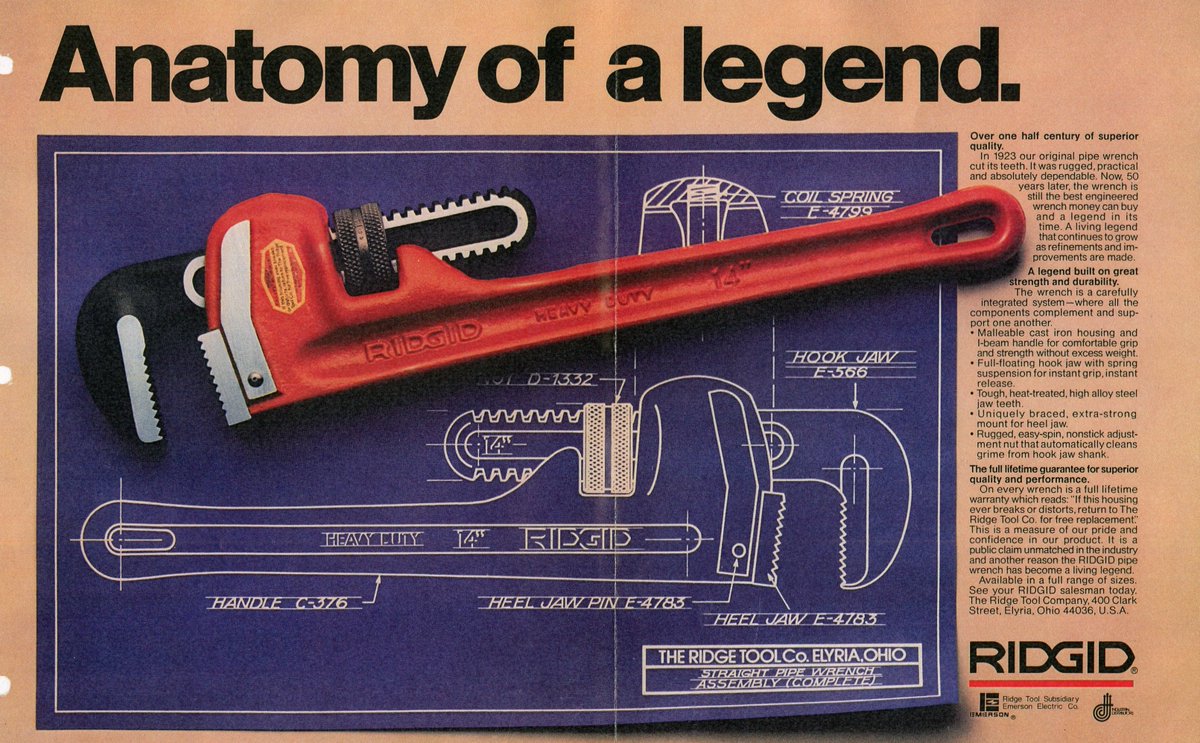 Anatomy of a legend.
Over one half century of superior
quality.
In 1923 our original pipe wrench
cut its teeth. It was rugged, practical
and absolutely dependable. Now, 50
years later, the wrench is
still the best engineered
wrench money can buy
and a legend in its
time. A living legend
that continues to grow
as refinements and im-
provements are made.
A legend built on great
strength and durability.
The wrench is a carefully
integrated system—where all the
components complement and sup-
port one another.
• Malleable cast iron housing and
I-beam handle for comfortable grip
and strength without excess weight.
• Full-floating hook jaw with spring
suspension for instant grip, instant
release.
• Tough, heat-treated, high alloy steel
jaw teeth.
• Uniquely braced, extra-strong
mount for heel jaw.
• Rugged, easy-spin, nonstick adjust-
ment nut that automatically cleans
grime from hook jaw shank.
The full lifetime guarantee for superior
quality and performance.
On every wrench is a full lifetime
warranty which reads: "If this housing
ever breaks or distorts, return to The
Ridge Tool Co. for free replacement."
This is a measure of our pride and
confidence in our product. It is a
public claim unmatched in the industry
and another reason the RIDGID pipe
wrench has become a living legend.
Available in a full range of sizes.
See your RIDGID salesman today.
The Ridge Tool Company, 400 Clark
Street, Elyria, Ohio 44036, U.S.A.
COIL SPRING
E-4799
RIDGID HEAVY DUTY 14"
D-1332
HOOK JAW
E-566
14"
HEAVY DUTY 14" RIDGID
HANDLE C-376
HEEL JAW PIN E-4783
HEEL JAW E-4783
THE RIDGE TOOL Co. ELYRIA, OHIO
STRAIGHT PIPE WRENCH
ASSEMBLY (COMPLETE)
RIDGID®
EMERSON®
Ridge Tool Subsidiary
Emerson Electric Co.